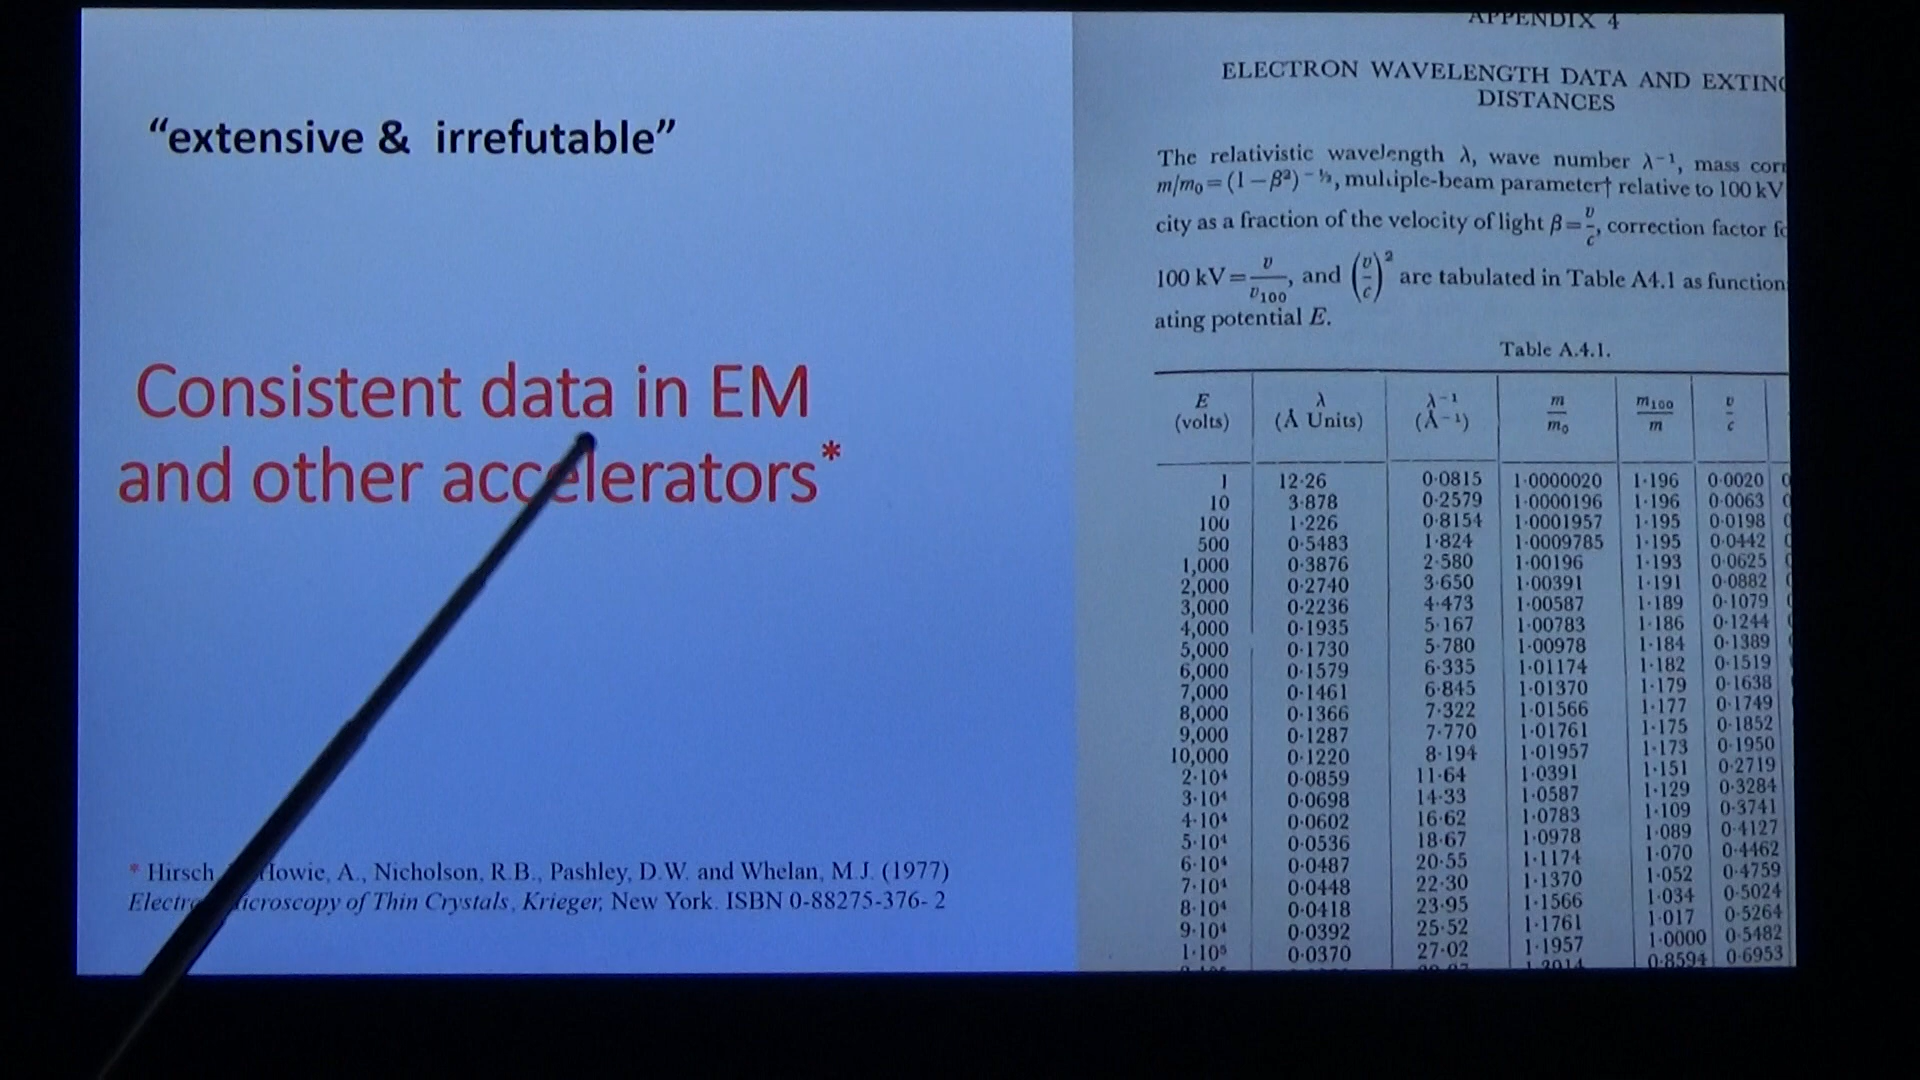 “extensive & irrefutable”
Consistent data in EM
and other accelerators*
* Hirsch Howie, A., Nicholson, R.B., Pashley, D.W. and Whelan, M.J. (1977)
Microscopy of Thin Crystals, Krieger, New York. ISBN 0-88275-376- 2
APPENDIX 4
ELECTRON WAVELENGTH DATA AND
DISTANCES
The relativistic wavelength λ, wave number λ⁻¹, mass
m/m₀=(1−β²)⁻½, multiple-beam parameter† relative to 100 kV
city as a fraction of the velocity of light β=v/c, correction factor
100 kV=v/v₁₀₀, and (v/c)² are tabulated in Table A4.1 as function
ating potential E.
Table A.4.1.
E (volts) λ (Å Units) λ⁻¹ (Å⁻¹) m/m₀ m₁₀₀/m v/c
1 12·26 0·0815 1·0000020 1·196 0·0020
10 3·878 0·2579 1·0000196 1·196 0·0063
100 1·226 0·8154 1·0001957 1·195 0·0198
500 0·5483 1·824 1·0009785 1·195 0·0442
1,000 0·3876 2·580 1·00196 1·193 0·0625
2,000 0·2740 3·650 1·00391 1·191 0·0882
3,000 0·2236 4·473 1·00587 1·189 0·1079
4,000 0·1935 5·167 1·00783 1·186 0·1244
5,000 0·1730 5·780 1·00978 1·184 0·1389
6,000 0·1579 6·335 1·01174 1·182 0·1519
7,000 0·1461 6·845 1·01370 1·179 0·1638
8,000 0·1366 7·322 1·01566 1·177 0·1749
9,000 0·1287 7·770 1·01761 1·175 0·1852
10,000 0·1220 8·194 1·01957 1·173 0·1950
2·10⁴ 0·0859 11·64 1·0391 1·151 0·2719
3·10⁴ 0·0698 14·33 1·0587 1·129 0·3284
4·10⁴ 0·0602 16·62 1·0783 1·109 0·3741
5·10⁴ 0·0536 18·67 1·0978 1·089 0·4127
6·10⁴ 0·0487 20·55 1·1174 1·070 0·4462
7·10⁴ 0·0448 22·30 1·1370 1·052 0·4759
8·10⁴ 0·0418 23·95 1·1566 1·034 0·5024
9·10⁴ 0·0392 25·52 1·1761 1·017 0·5264
1·10⁵ 0·0370 27·02 1·1957 1·0000 0·5482
0·8594 0·6953